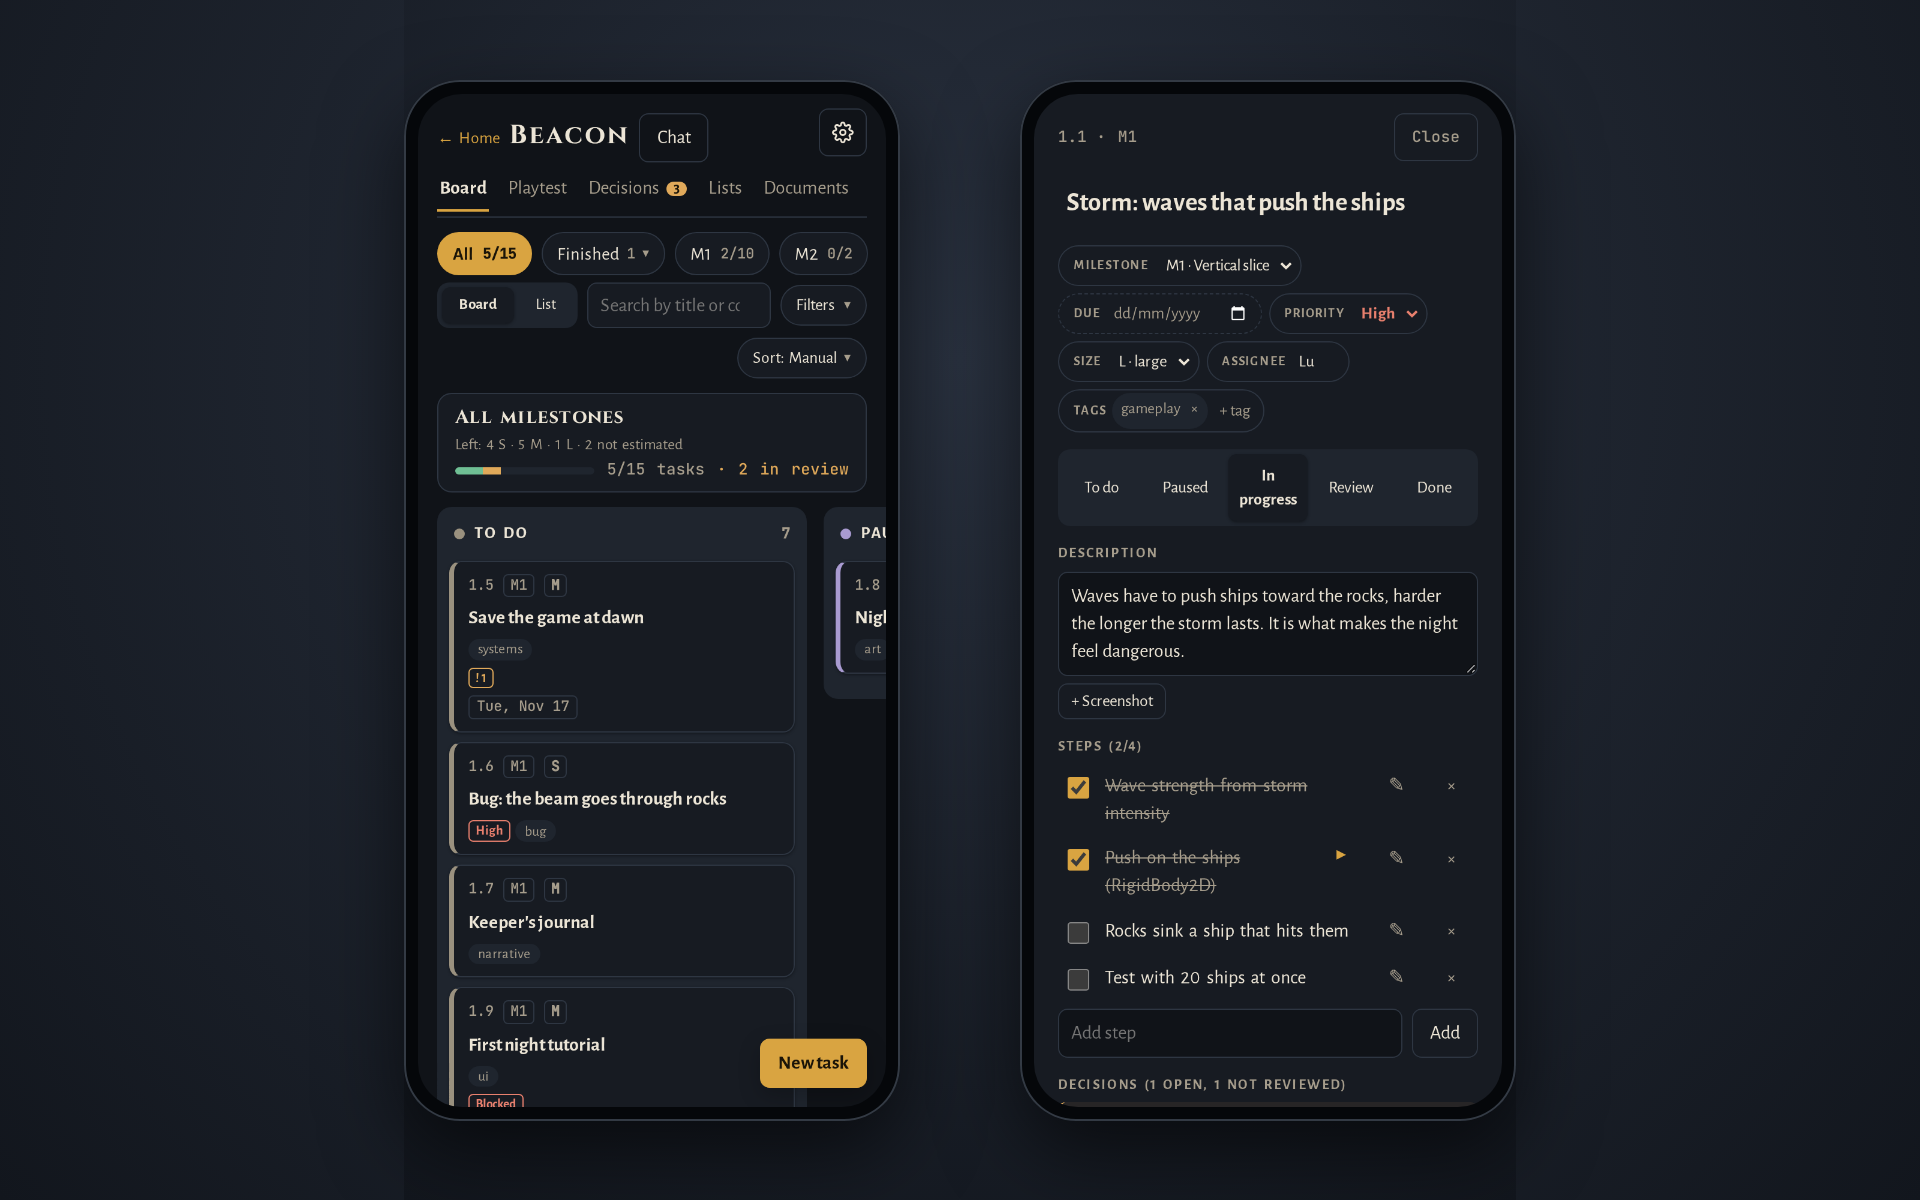 ← Home BEACON Chat
Board Playtest Decisions 3 Lists Documents
All 5/15 Finished 1 ▾ M1 2/10 M2 0/2
Board List Search by title or cc Filters ▾
Sort: Manual ▾
ALL MILESTONES
Left: 4 S · 5 M · 1 L · 2 not estimated
5/15 tasks · 2 in review
TO DO 7
1.5 M1 M
Save the game at dawn
systems
!1
Tue, Nov 17
1.6 M1 S
Bug: the beam goes through rocks
High bug
1.7 M1 M
Keeper's journal
narrative
1.9 M1 M
First night tutorial
ui
Blocked
PAU
1.8
Nigh
art
New task
1.1 · M1 Close
Storm: waves that push the ships
MILESTONE M1 · Vertical slice
DUE dd/mm/yyyy PRIORITY High
SIZE L · large ASSIGNEE Lu
TAGS gameplay × + tag
To do Paused In progress Review Done
DESCRIPTION
Waves have to push ships toward the rocks, harder
the longer the storm lasts. It is what makes the night
feel dangerous.
+ Screenshot
STEPS (2/4)
Wave strength from storm
intensity
Push on the ships
(RigidBody2D)
Rocks sink a ship that hits them
Test with 20 ships at once
Add step Add
DECISIONS (1 OPEN, 1 NOT REVIEWED)